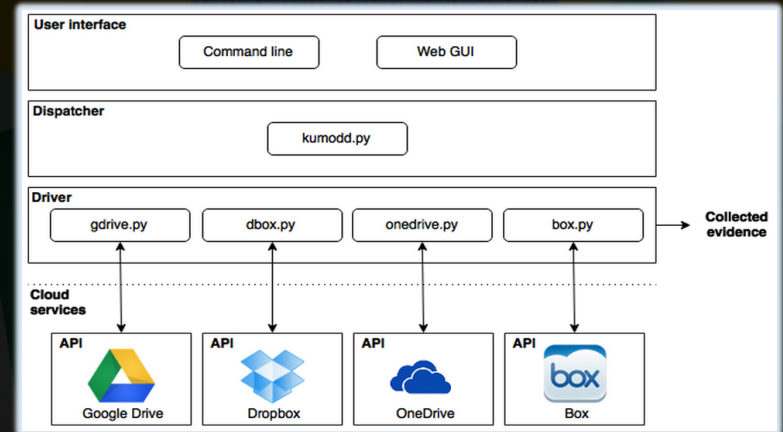 User interface
Command line
Web GUI
Dispatcher
kumodd.py
Driver
gdrive.py
dbox.py
onedrive.py
box.py
Collected
evidence
Cloud
services
API
API
API
API
box
Google Drive
Dropbox
OneDrive
Box